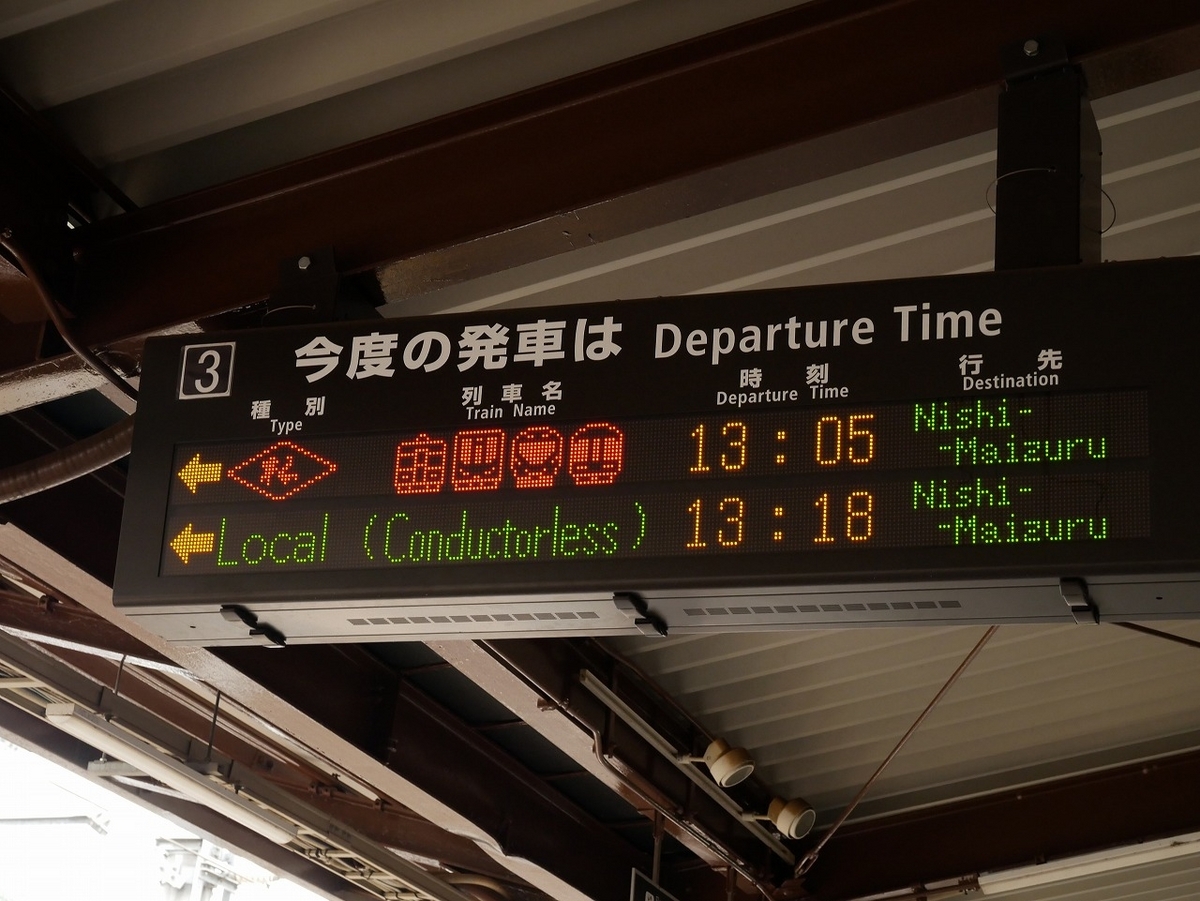 3
今度の発車は Departure Time
種別 列車名 時刻 行先
Type Train Name Departure Time Destination
13:05 Nishi-
-Maizuru
Local (Conductorless) 13:18 Nishi-
-Maizuru